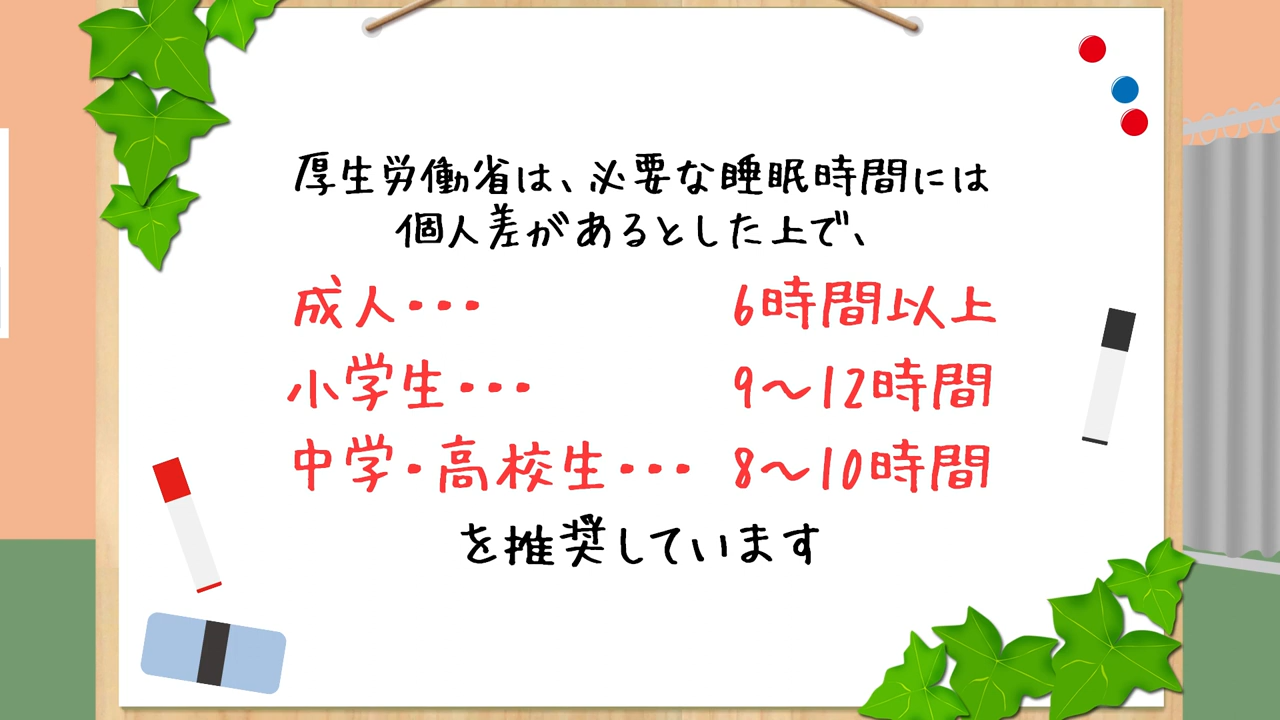 厚生労働省は、必要な睡眠時間には
個人差があるとした上で、
成人・・・ 6時間以上
小学生・・・ 9～12時間
中学・高校生・・・ 8～10時間
を推奨しています